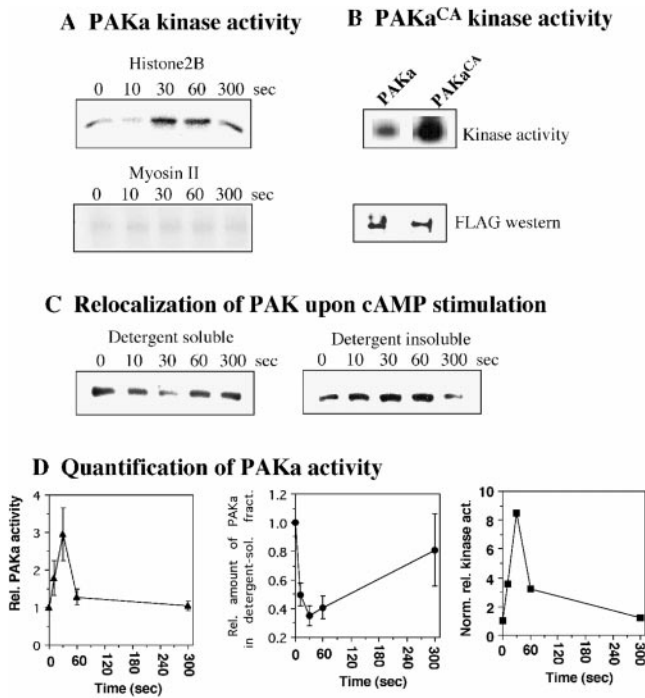 A PAKa kinase activity
Histone2B
0 10 30 60 300 sec
Myosin II
0 10 30 60 300
B PAKaCA kinase activity
PAKa PAKaCA
Kinase activity
FLAG western
C Relocalization of PAK upon cAMP stimulation
Detergent soluble
0 10 30 60 300 sec
Detergent insoluble
0 10 30 60 300 sec
D Quantification of PAKa activity
Rel. PAKa activity
4
3
2
1
0
0 60 120 180 240 300
Time (sec)
Rel. amount of PAKa
in detergent-sol. fract.
1.2
1.0
0.8
0.6
0.4
0.2
0 60 120 180 240 300
Time (sec)
Norm. rel. kinase act.
10
8
6
4
2
0
0 60 120 180 240 300
Time (sec)